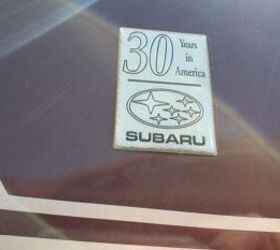 30 Years
in
America
SUBARU